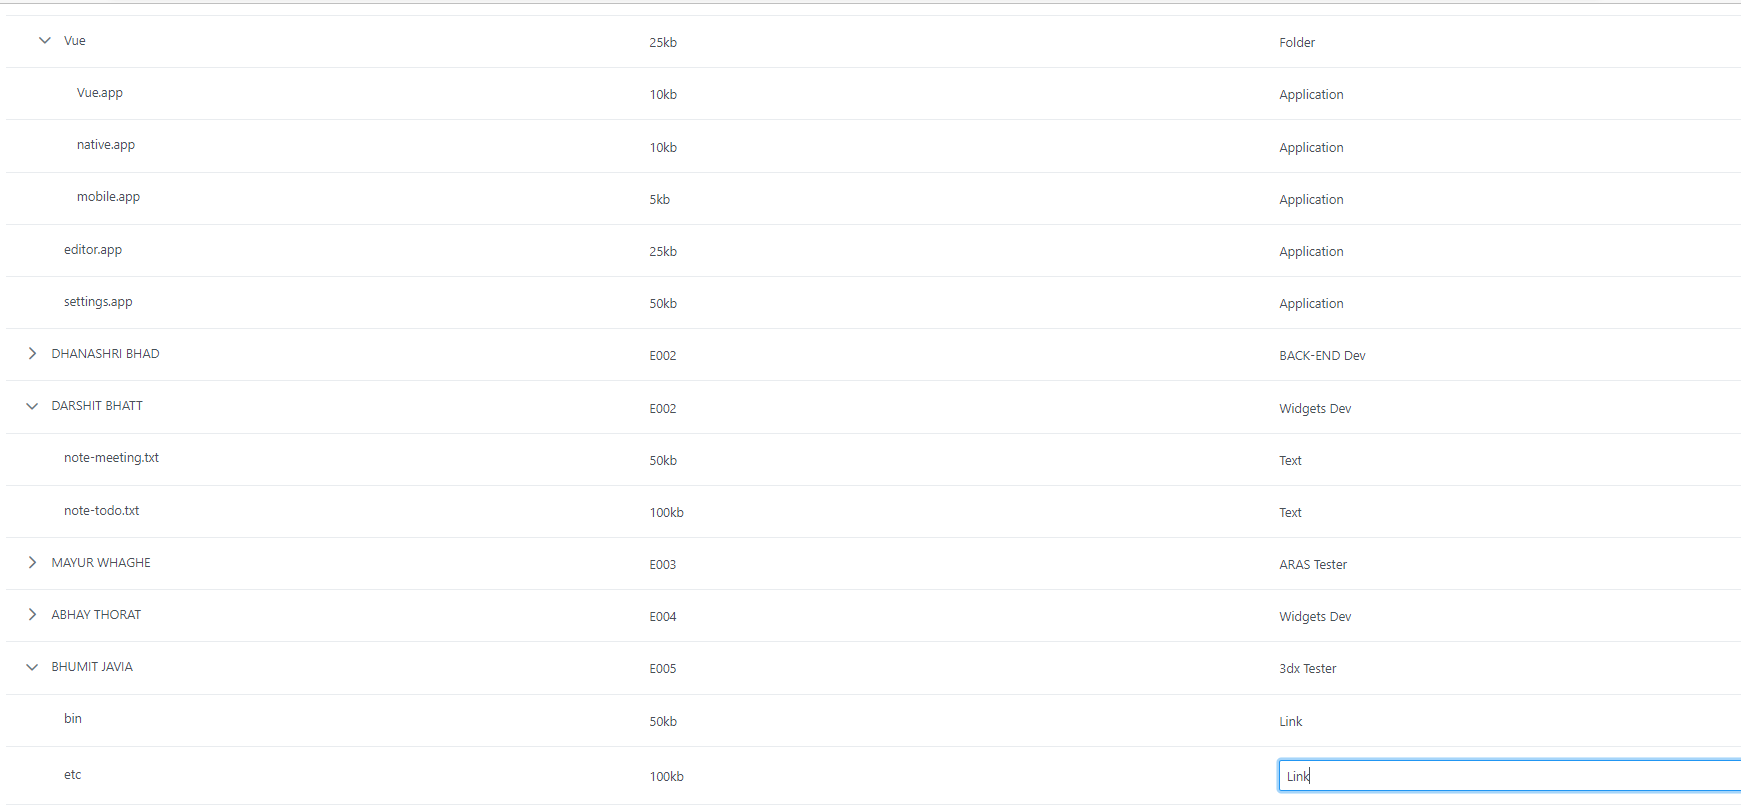 Vue 25kb Folder
Vue.app 10kb Application
native.app 10kb Application
mobile.app 5kb Application
editor.app 25kb Application
settings.app 50kb Application
DHANASHRI BHAD E002 BACK-END Dev
DARSHIT BHATT E002 Widgets Dev
note-meeting.txt 50kb Text
note-todo.txt 100kb Text
MAYUR WHAGHE E003 ARAS Tester
ABHAY THORAT E004 Widgets Dev
BHUMIT JAVIA E005 3dx Tester
bin 50kb Link
etc 100kb Link